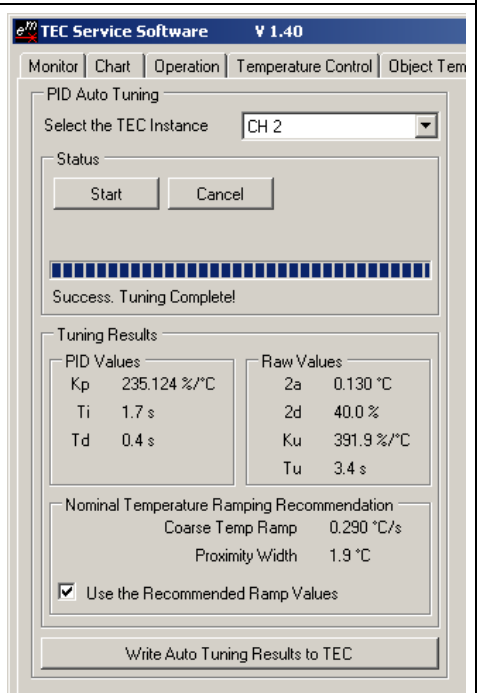 em TEC Service Software V 1.40
Monitor Chart Operation Temperature Control Object Tem
PID Auto Tuning
Select the TEC Instance CH 2
Status
Start Cancel
Success. Tuning Complete!
Tuning Results
PID Values
Kp 235.124 %/°C
Ti 1.7 s
Td 0.4 s
Raw Values
2a 0.130 °C
2d 40.0 %
Ku 391.9 %/°C
Tu 3.4 s
Nominal Temperature Ramping Recommendation
Coarse Temp Ramp 0.290 °C/s
Proximity Width 1.9 °C
Use the Recommended Ramp Values
Write Auto Tuning Results to TEC